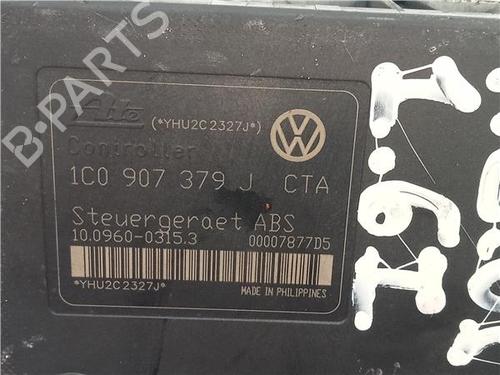 B-PARTS
Ate (*YHU2C2327J*)
Controller
1C0 907 379 J CTA
Steuergeraet ABS
10.0960-0315.3 00007877D5
*YHU2C2327J* MADE IN PHILIPPINES